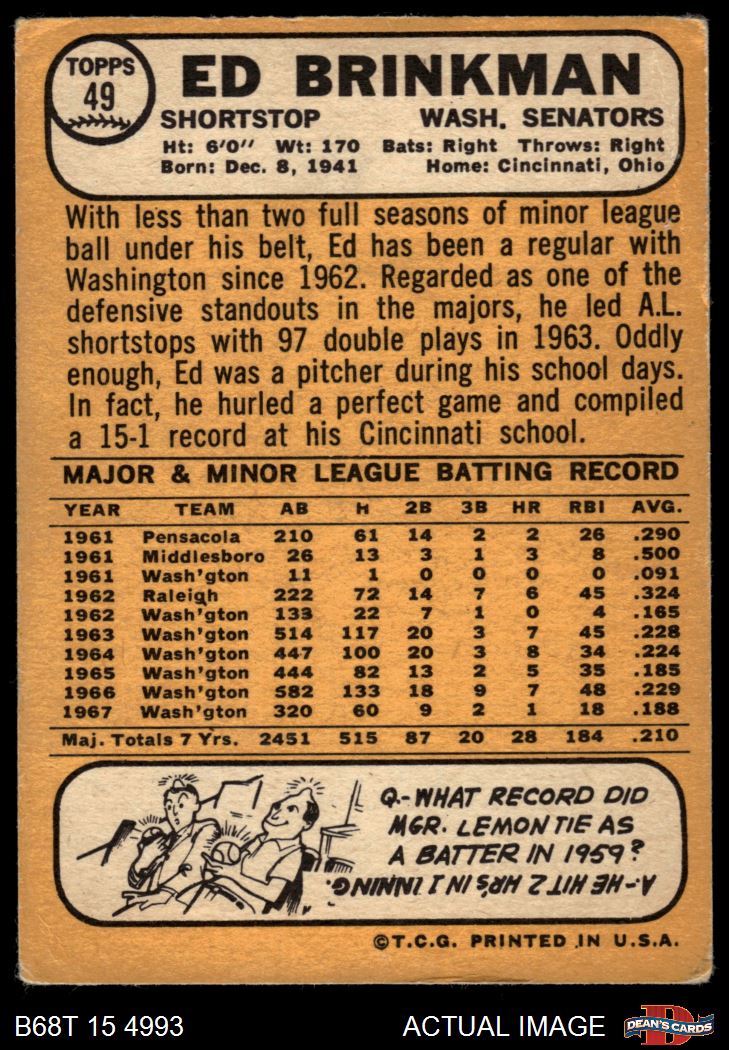 TOPPS
49
ED BRINKMAN
SHORTSTOP WASH. SENATORS
Ht: 6'0" Wt: 170 Bats: Right Throws: Right
Born: Dec. 8, 1941 Home: Cincinnati, Ohio
With less than two full seasons of minor league
ball under his belt, Ed has been a regular with
Washington since 1962. Regarded as one of the
defensive standouts in the majors, he led A.L.
shortstops with 97 double plays in 1963. Oddly
enough, Ed was a pitcher during his school days.
In fact, he hurled a perfect game and compiled
a 15-1 record at his Cincinnati school.
MAJOR & MINOR LEAGUE BATTING RECORD
YEAR TEAM AB H 2B 3B HR RBI AVG.
1961 Pensacola 210 61 14 2 2 26 .290
1961 Middlesboro 26 13 3 1 3 8 .500
1961 Wash'gton 11 1 0 0 0 0 .091
1962 Raleigh 222 72 14 7 6 45 .324
1962 Wash'gton 133 22 7 1 0 4 .165
1963 Wash'gton 514 117 20 3 7 45 .228
1964 Wash'gton 447 100 20 3 8 34 .224
1965 Wash'gton 444 82 13 2 5 35 .185
1966 Wash'gton 582 133 18 9 7 48 .229
1967 Wash'gton 320 60 9 2 1 18 .188
Maj. Totals 7 Yrs. 2451 515 87 20 28 184 .210
Q.-WHAT RECORD DID
MGR. LEMON TIE AS
A BATTER IN 1959?
A-HE HIT 2 HR'S IN 1 INNING.
©T.C.G. PRINTED IN U.S.A.
B68T 15 4993 ACTUAL IMAGE
D
DEAN'S CARDS